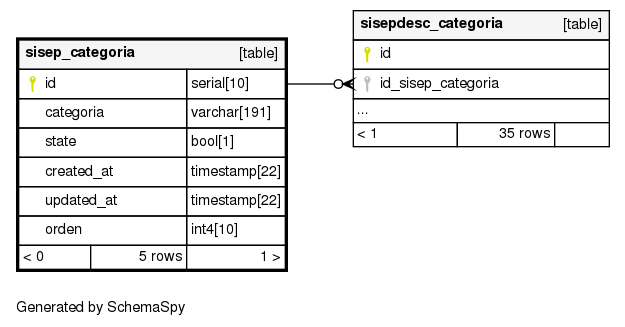 sisep_categoria [table]
id serial[10]
categoria varchar[191]
state bool[1]
created_at timestamp[22]
updated_at timestamp[22]
orden int4[10]
< 0 5 rows 1 >
sisepdesc_categoria [table]
id
id_sisep_categoria
...
< 1 35 rows
Generated by SchemaSpy